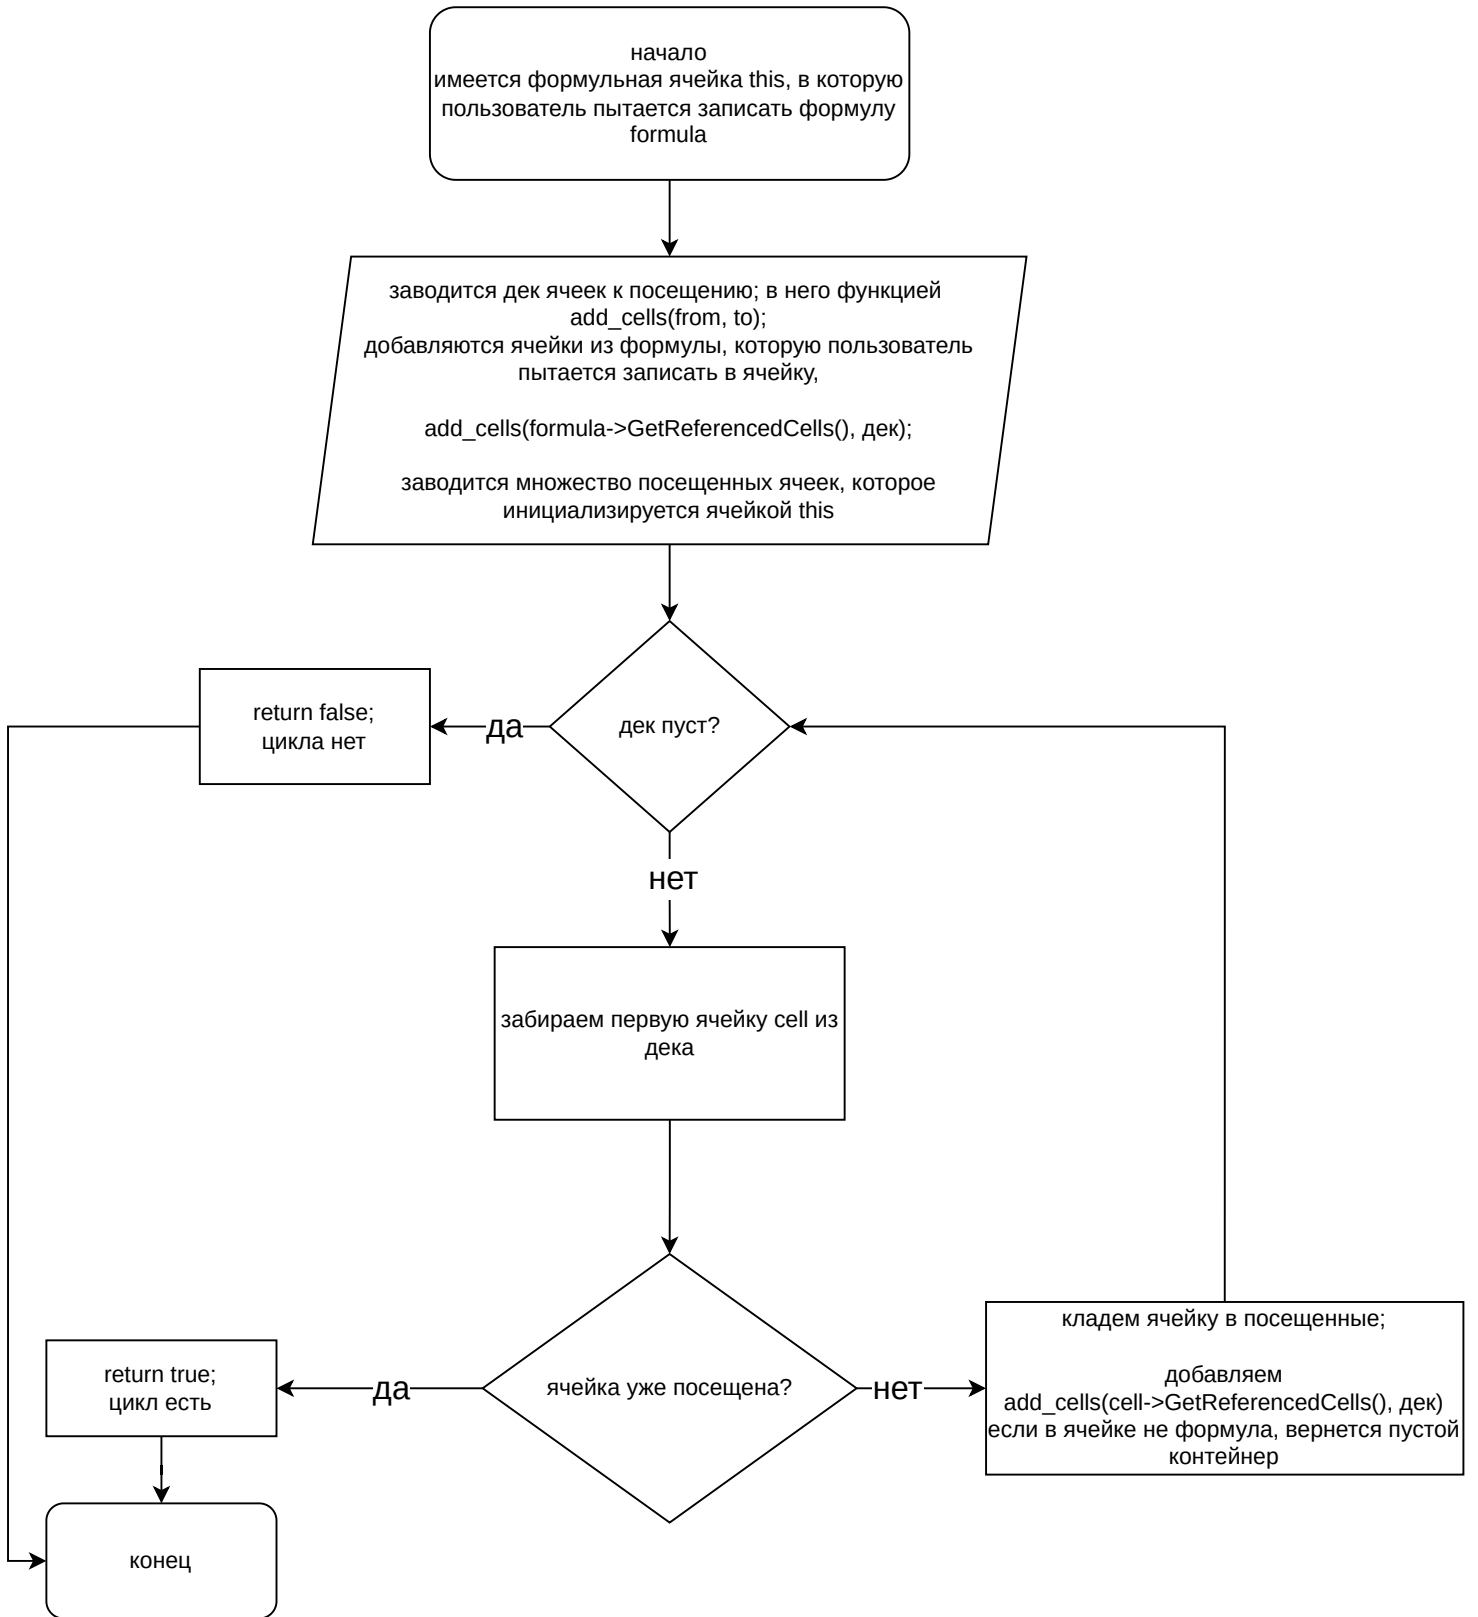 начало
имеется формульная ячейка this, в которую
пользователь пытается записать формулу
formula
заводится дек ячеек к посещению; в него функцией
add_cells(from, to);
добавляются ячейки из формулы, которую пользователь
пытается записать в ячейку,
add_cells(formula->GetReferencedCells(), дек);
заводится множество посещенных ячеек, которое
инициализируется ячейкой this
return false;
цикла нет
да
дек пуст?
нет
забираем первую ячейку cell из
дека
return true;
цикл есть
да
ячейка уже посещена?
нет
кладем ячейку в посещенные;
добавляем
add_cells(cell->GetReferencedCells(), дек)
если в ячейке не формула, вернется пустой
контейнер
конец